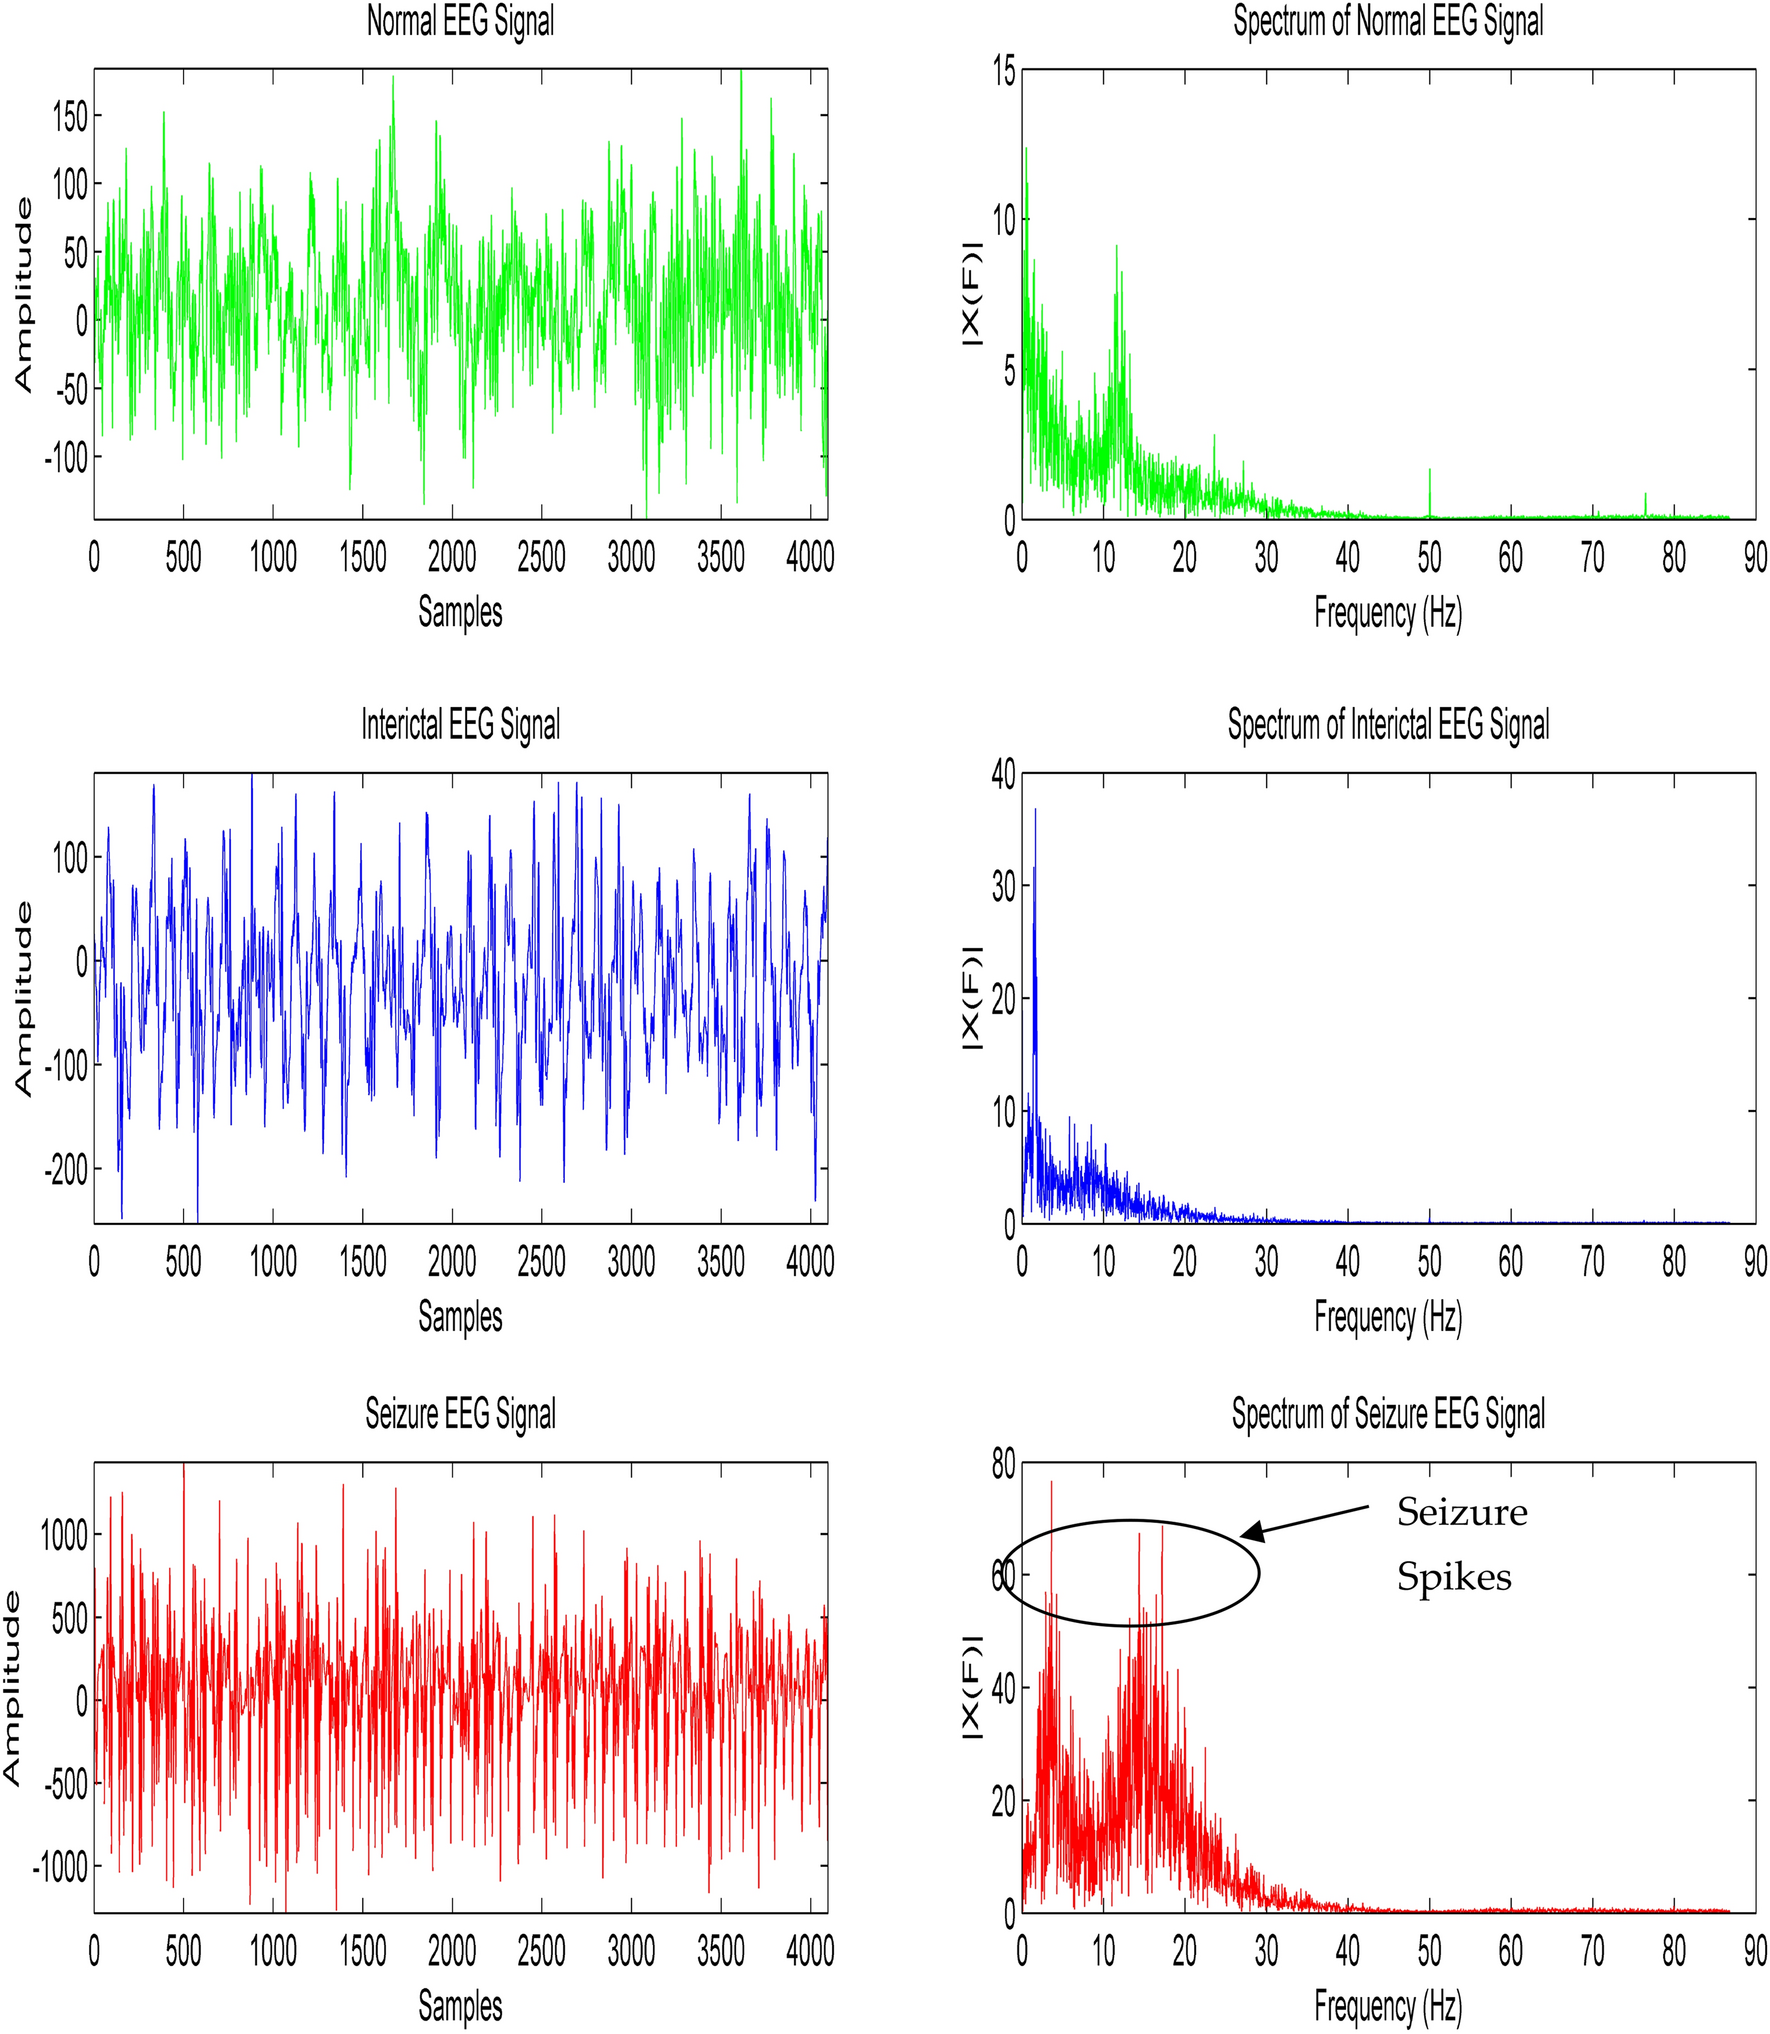 Normal EEG Signal
Amplitude
150
100
50
0
-50
-100
0 500 1000 1500 2000 2500 3000 3500 4000
Samples
Spectrum of Normal EEG Signal
|X(F)|
15
10
5
0
0 10 20 30 40 50 60 70 80 90
Frequency (Hz)
Interictal EEG Signal
Amplitude
100
0
-100
-200
0 500 1000 1500 2000 2500 3000 3500 4000
Samples
Spectrum of Interictal EEG Signal
|X(F)|
40
30
20
10
0
0 10 20 30 40 50 60 70 80 90
Frequency (Hz)
Seizure EEG Signal
Amplitude
1000
500
0
-500
-1000
0 500 1000 1500 2000 2500 3000 3500 4000
Samples
Spectrum of Seizure EEG Signal
|X(F)|
80
60
40
20
0
Seizure
Spikes
0 10 20 30 40 50 60 70 80 90
Frequency (Hz)